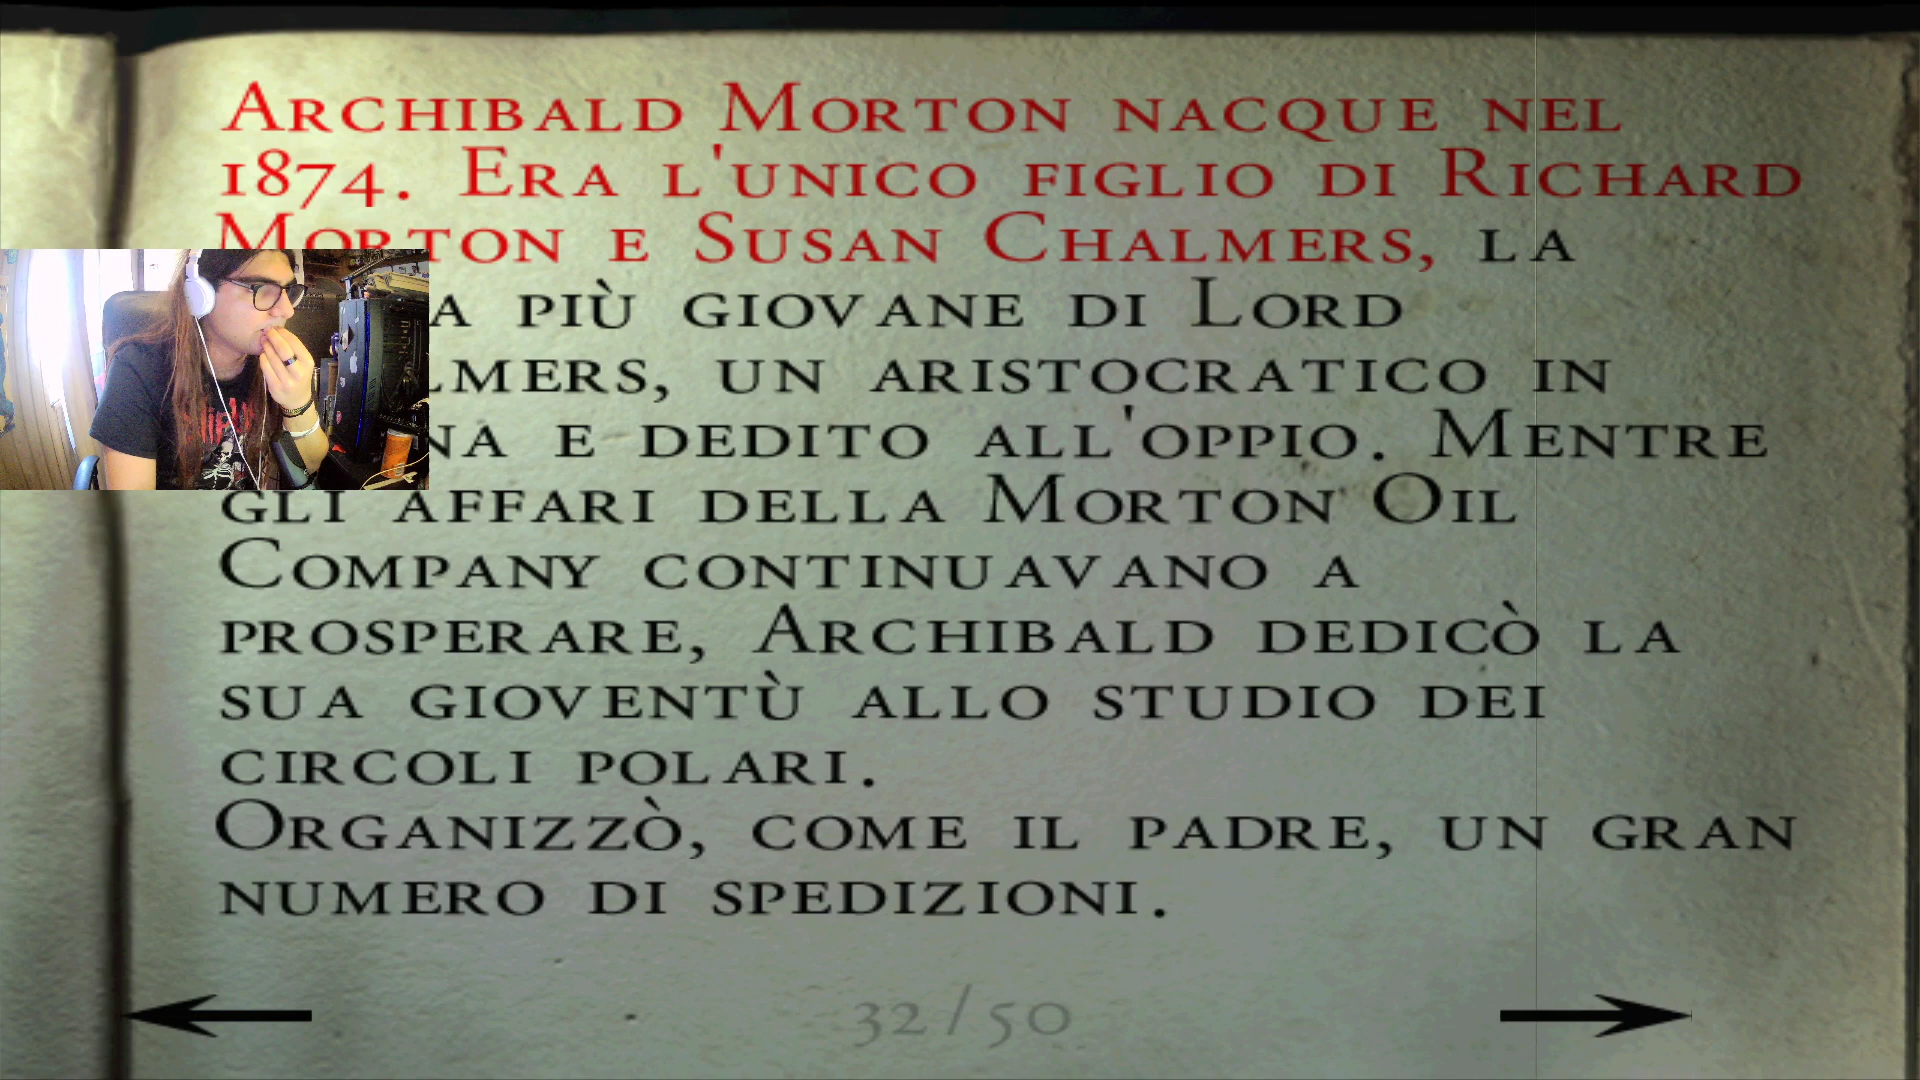 Archibald Morton nacque nel
1874. Era l'unico figlio di Richard
Morton e Susan Chalmers, la
più giovane di Lord
un aristocratico in
e dedito all'oppio. Mentre
gli affari della Morton Oil
Company continuavano a
prosperare, Archibald dedicò la
sua gioventù allo studio dei
circoli polari.
Organizzò, come il padre, un gran
numero di spedizioni.
32/50